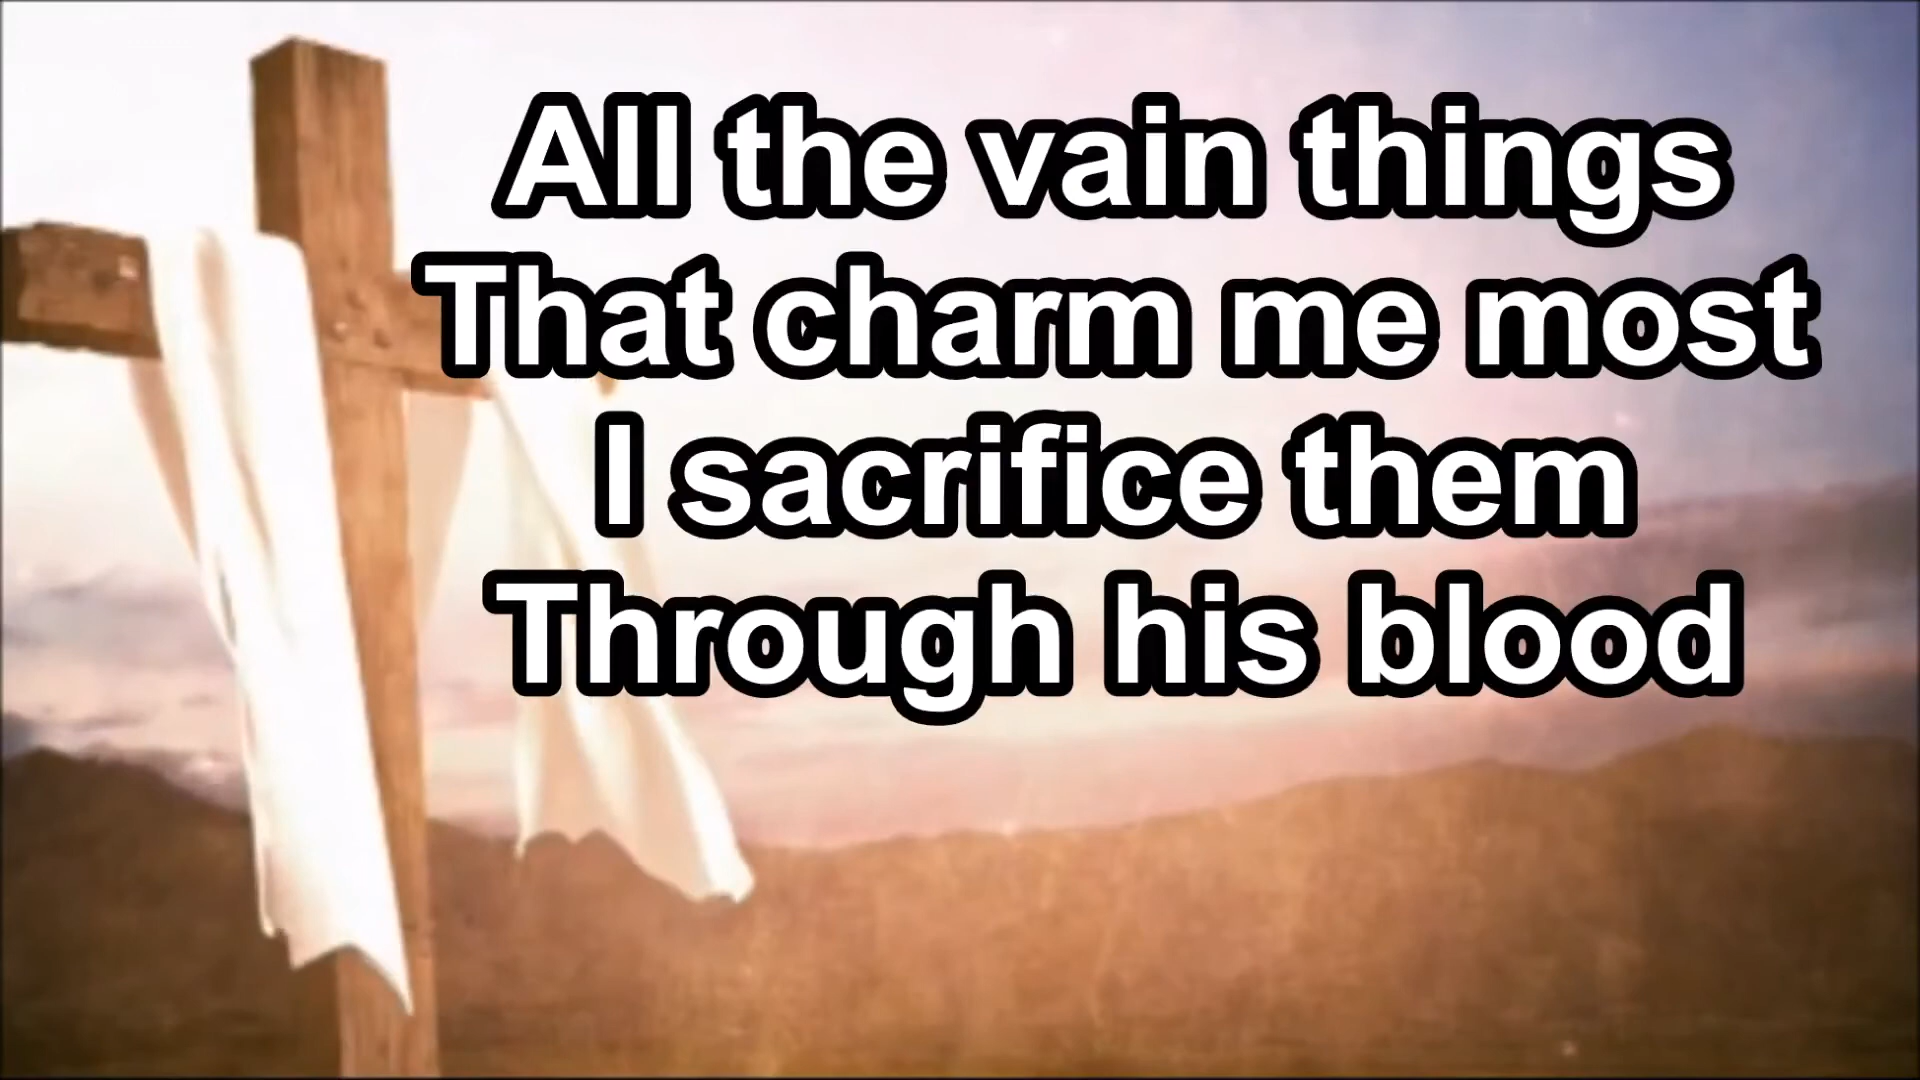 All the vain things
That charm me most
I sacrifice them
Through his blood